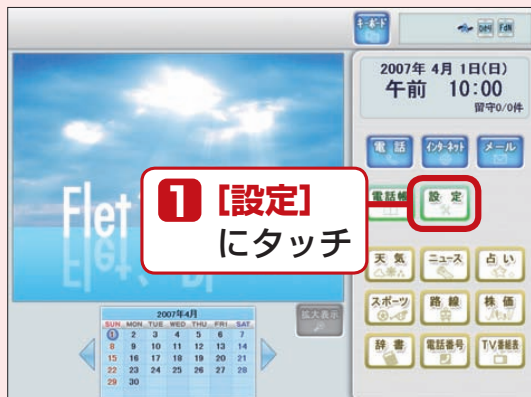 キーボード
2007年 4月 1日(日)
午前 10:00
留守0/0件
電話
インターネット
メール
Flet'
1 [設定]
にタッチ
電話帳
設定
天気
ニュース
占い
スポーツ
路線
株価
辞書
電話番号
TV番組表
拡大表示
2007年4月
SUN MON TUE WED THU FRI SAT
1 2 3 4 5 6 7
8 9 10 11 12 13 14
15 16 17 18 19 20 21
22 23 24 25 26 27 28
29 30